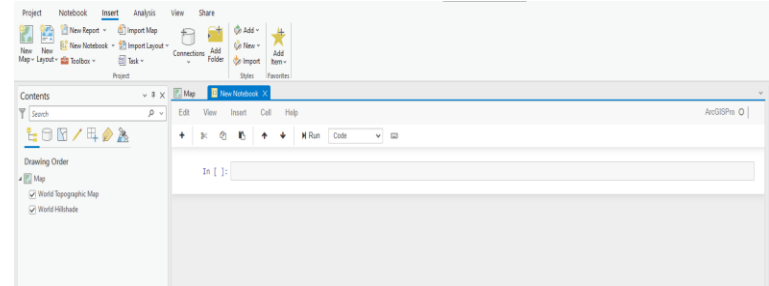 Project Notebook Insert Analysis View Share
New Report Import Map Add
New Notebook Import Layout New
New Map New Layout Toolbox Task Connections Add Folder Import Add Item
Project Styles Favorites
Contents
Map New Notebook
Search
Edit View Insert Cell Help ArcGISPro
Run Code
Drawing Order
In [ ]:
Map
World Topographic Map
World Hillshade